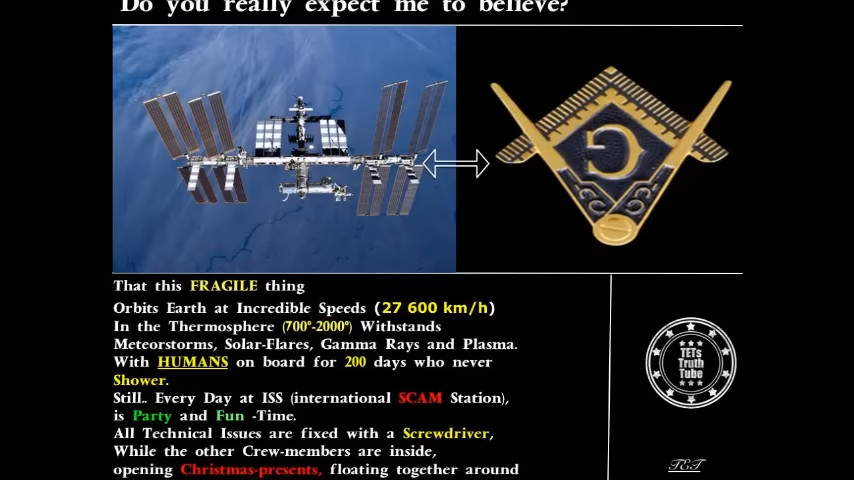 Do you really expect me to believe?
G
That this FRAGILE thing
Orbits Earth at Incredible Speeds (27 600 km/h)
In the Thermosphere (700°-2000°) Withstands
Meteorstorms, Solar-Flares, Gamma Rays and Plasma.
With HUMANS on board for 200 days who never
Shower.
Still.. Every Day at ISS (international SCAM Station),
is Party and Fun -Time.
All Technical Issues are fixed with a Screwdriver,
While the other Crew-members are inside,
opening Christmas-presents, floating together around
TETs
Truth
Tube
TET